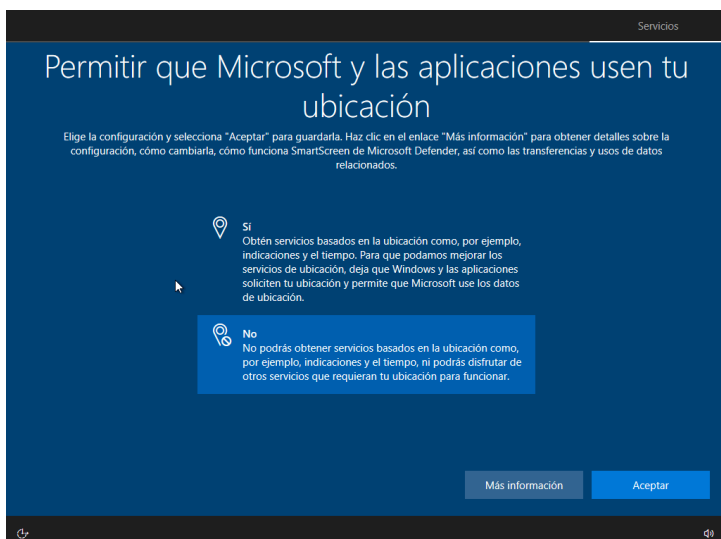 Servicios
Permitir que Microsoft y las aplicaciones usen tu
ubicación
Elige la configuración y selecciona "Aceptar" para guardarla. Haz clic en el enlace "Más información" para obtener detalles sobre la
configuración, cómo cambiarla, cómo funciona SmartScreen de Microsoft Defender, así como las transferencias y usos de datos
relacionados.
Sí
Obtén servicios basados en la ubicación como, por ejemplo,
indicaciones y el tiempo. Para que podamos mejorar los
servicios de ubicación, deja que Windows y las aplicaciones
soliciten tu ubicación y permite que Microsoft use los datos
de ubicación.
No
No podrás obtener servicios basados en la ubicación como,
por ejemplo, indicaciones y el tiempo, ni podrás disfrutar de
otros servicios que requieran tu ubicación para funcionar.
Más información
Aceptar